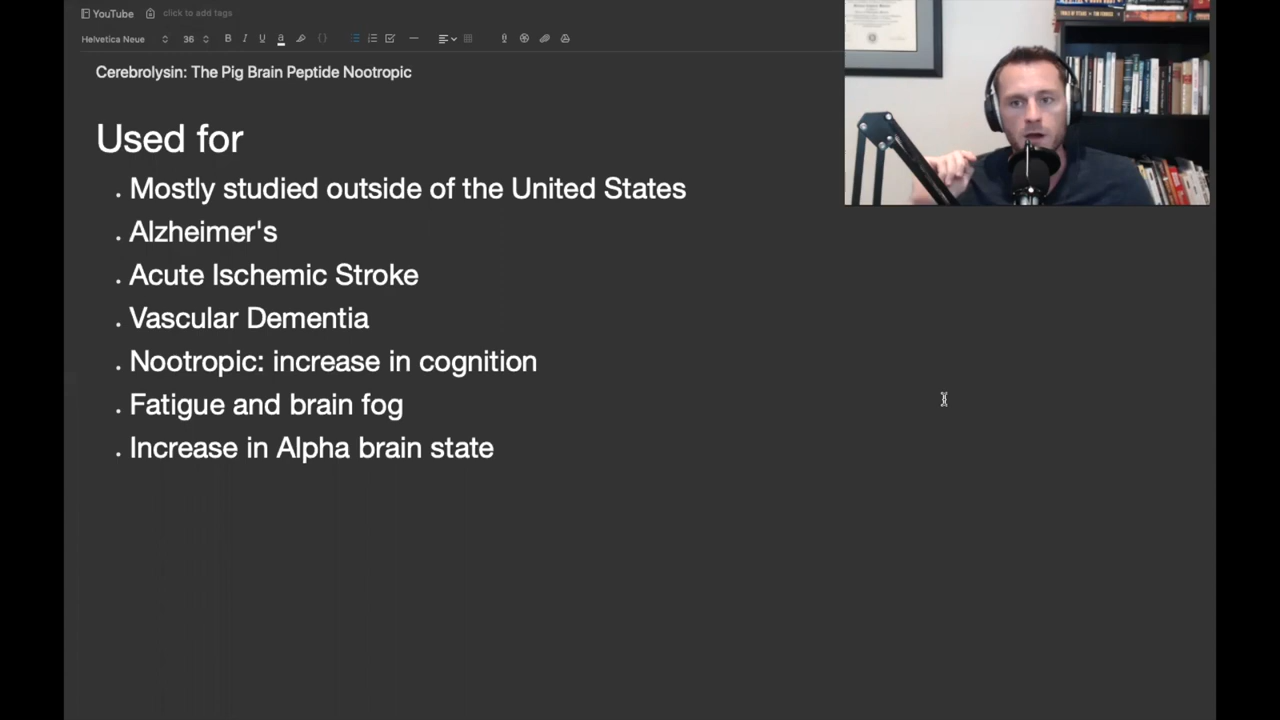 YouTube click to add tags
Helvetica Neue 36 B I U a
Cerebrolysin: The Pig Brain Peptide Nootropic
Used for
Mostly studied outside of the United States
Alzheimer's
Acute Ischemic Stroke
Vascular Dementia
Nootropic: increase in cognition
Fatigue and brain fog
Increase in Alpha brain state